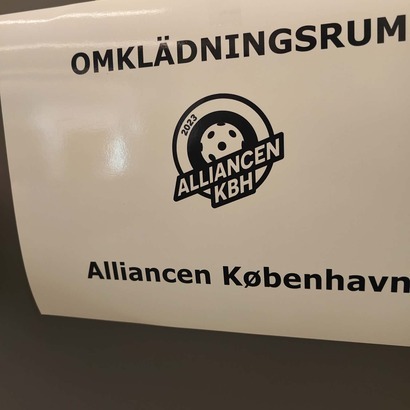 OMKLÄDNINGSRUM
2023
ALLIANCEN
KBH
Alliancen København